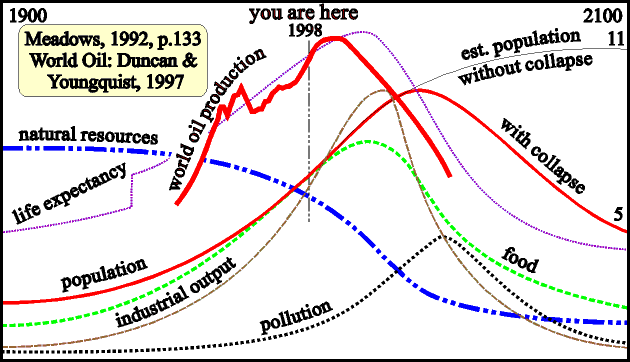 1900
you are here
2100
1998
Meadows, 1992, p.133
World Oil: Duncan &
Youngquist, 1997
est. population
11
without collapse
world oil production
natural resources
with collapse
life expectancy
5
population
industrial output
food
pollution